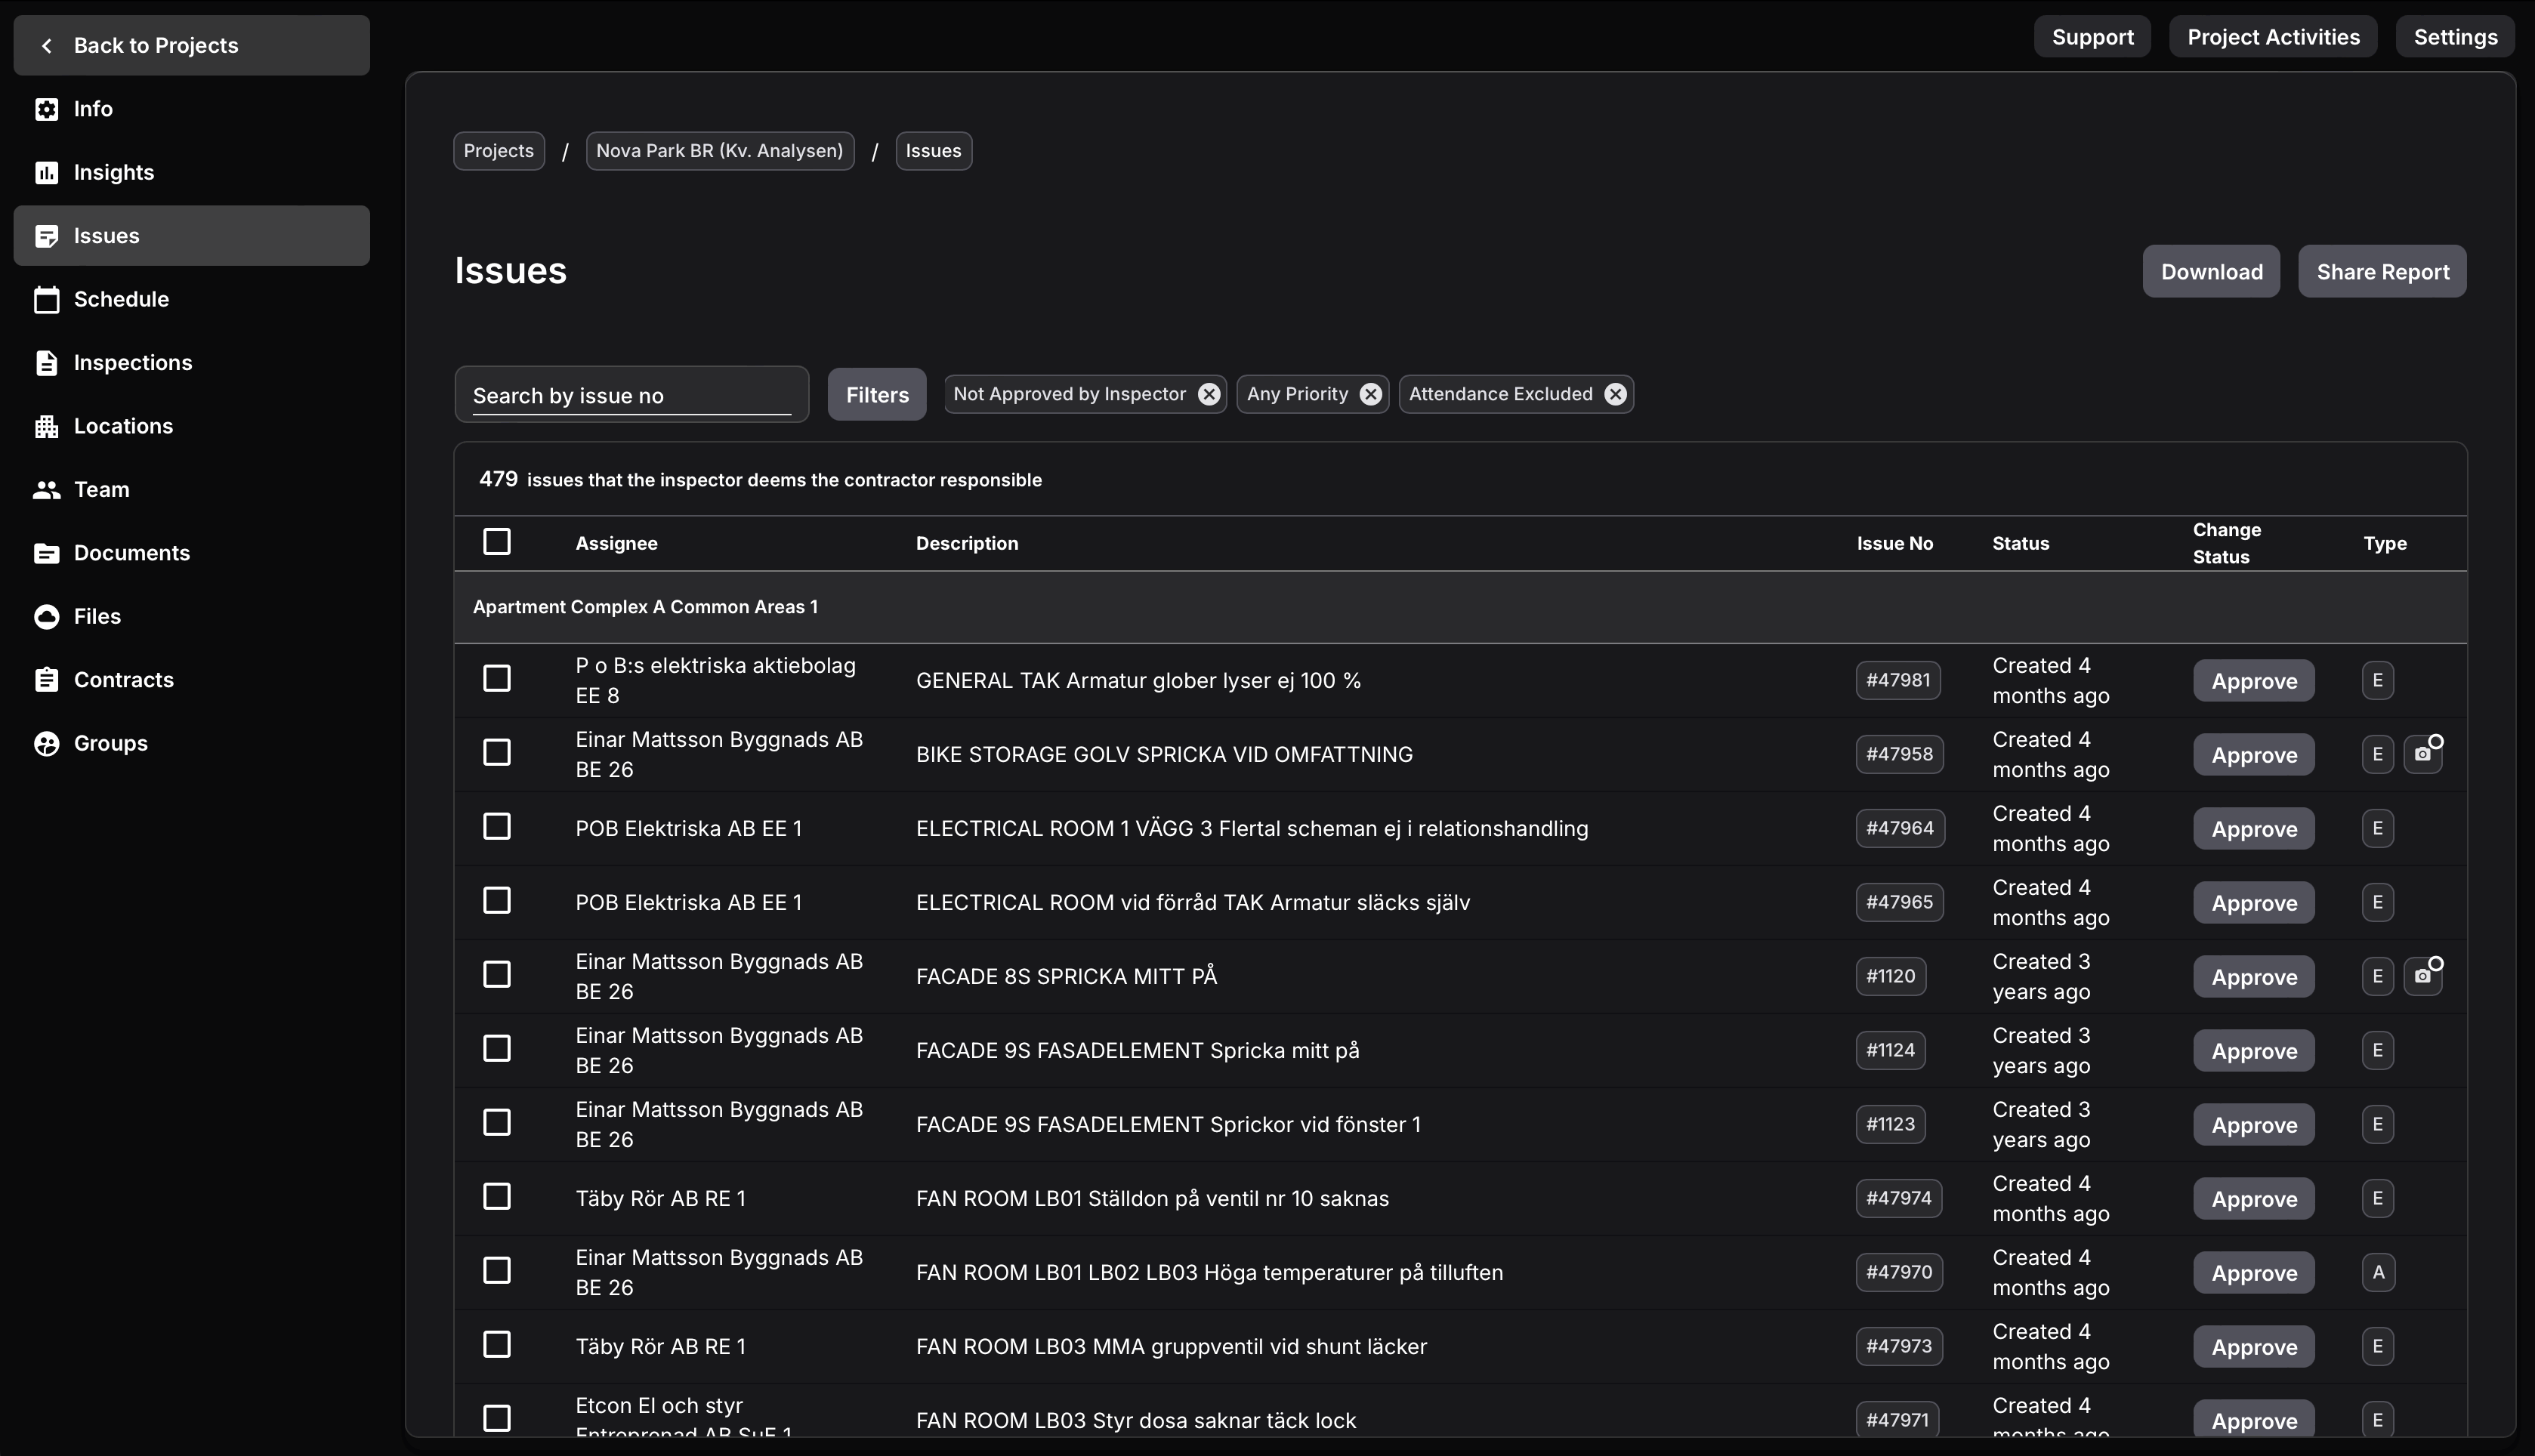 Back to Projects
Support
Project Activities
Settings
Info
Insights
Issues
Schedule
Inspections
Locations
Team
Documents
Files
Contracts
Groups
Projects / Nova Park BR (Kv. Analysen) / Issues
Issues
Download
Share Report
Search by issue no
Filters
Not Approved by Inspector
Any Priority
Attendance Excluded
479 issues that the inspector deems the contractor responsible
Assignee
Description
Issue No
Status
Change
Status
Type
Apartment Complex A Common Areas 1
P o B:s elektriska aktiebolag
EE 8
GENERAL TAK Armatur glober lyser ej 100 %
#47981
Created 4
months ago
Approve
E
Einar Mattsson Byggnads AB
BE 26
BIKE STORAGE GOLV SPRICKA VID OMFATTNING
#47958
Created 4
months ago
Approve
E
POB Elektriska AB EE 1
ELECTRICAL ROOM 1 VÄGG 3 Flertal scheman ej i relationshandling
#47964
Created 4
months ago
Approve
E
POB Elektriska AB EE 1
ELECTRICAL ROOM vid förråd TAK Armatur släcks själv
#47965
Created 4
months ago
Approve
E
Einar Mattsson Byggnads AB
BE 26
FACADE 8S SPRICKA MITT PÅ
#1120
Created 3
years ago
Approve
E
Einar Mattsson Byggnads AB
BE 26
FACADE 9S FASADELEMENT Spricka mitt på
#1124
Created 3
years ago
Approve
E
Einar Mattsson Byggnads AB
BE 26
FACADE 9S FASADELEMENT Sprickor vid fönster 1
#1123
Created 3
years ago
Approve
E
Täby Rör AB RE 1
FAN ROOM LB01 Ställdon på ventil nr 10 saknas
#47974
Created 4
months ago
Approve
E
Einar Mattsson Byggnads AB
BE 26
FAN ROOM LB01 LB02 LB03 Höga temperaturer på tilluften
#47970
Created 4
months ago
Approve
A
Täby Rör AB RE 1
FAN ROOM LB03 MMA gruppventil vid shunt läcker
#47973
Created 4
months ago
Approve
E
Etcon El och styr
Entreprenad AB SuE 1
FAN ROOM LB03 Styr dosa saknar täck lock
#47971
Created 4
months ago
Approve
E